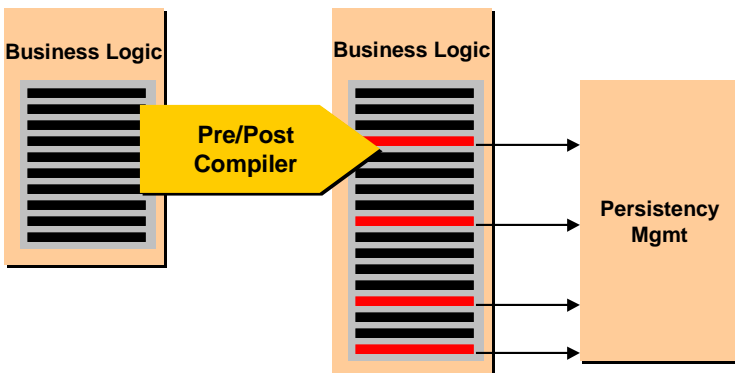 Business Logic
Pre/Post
Compiler
Business Logic
Persistency
Mgmt